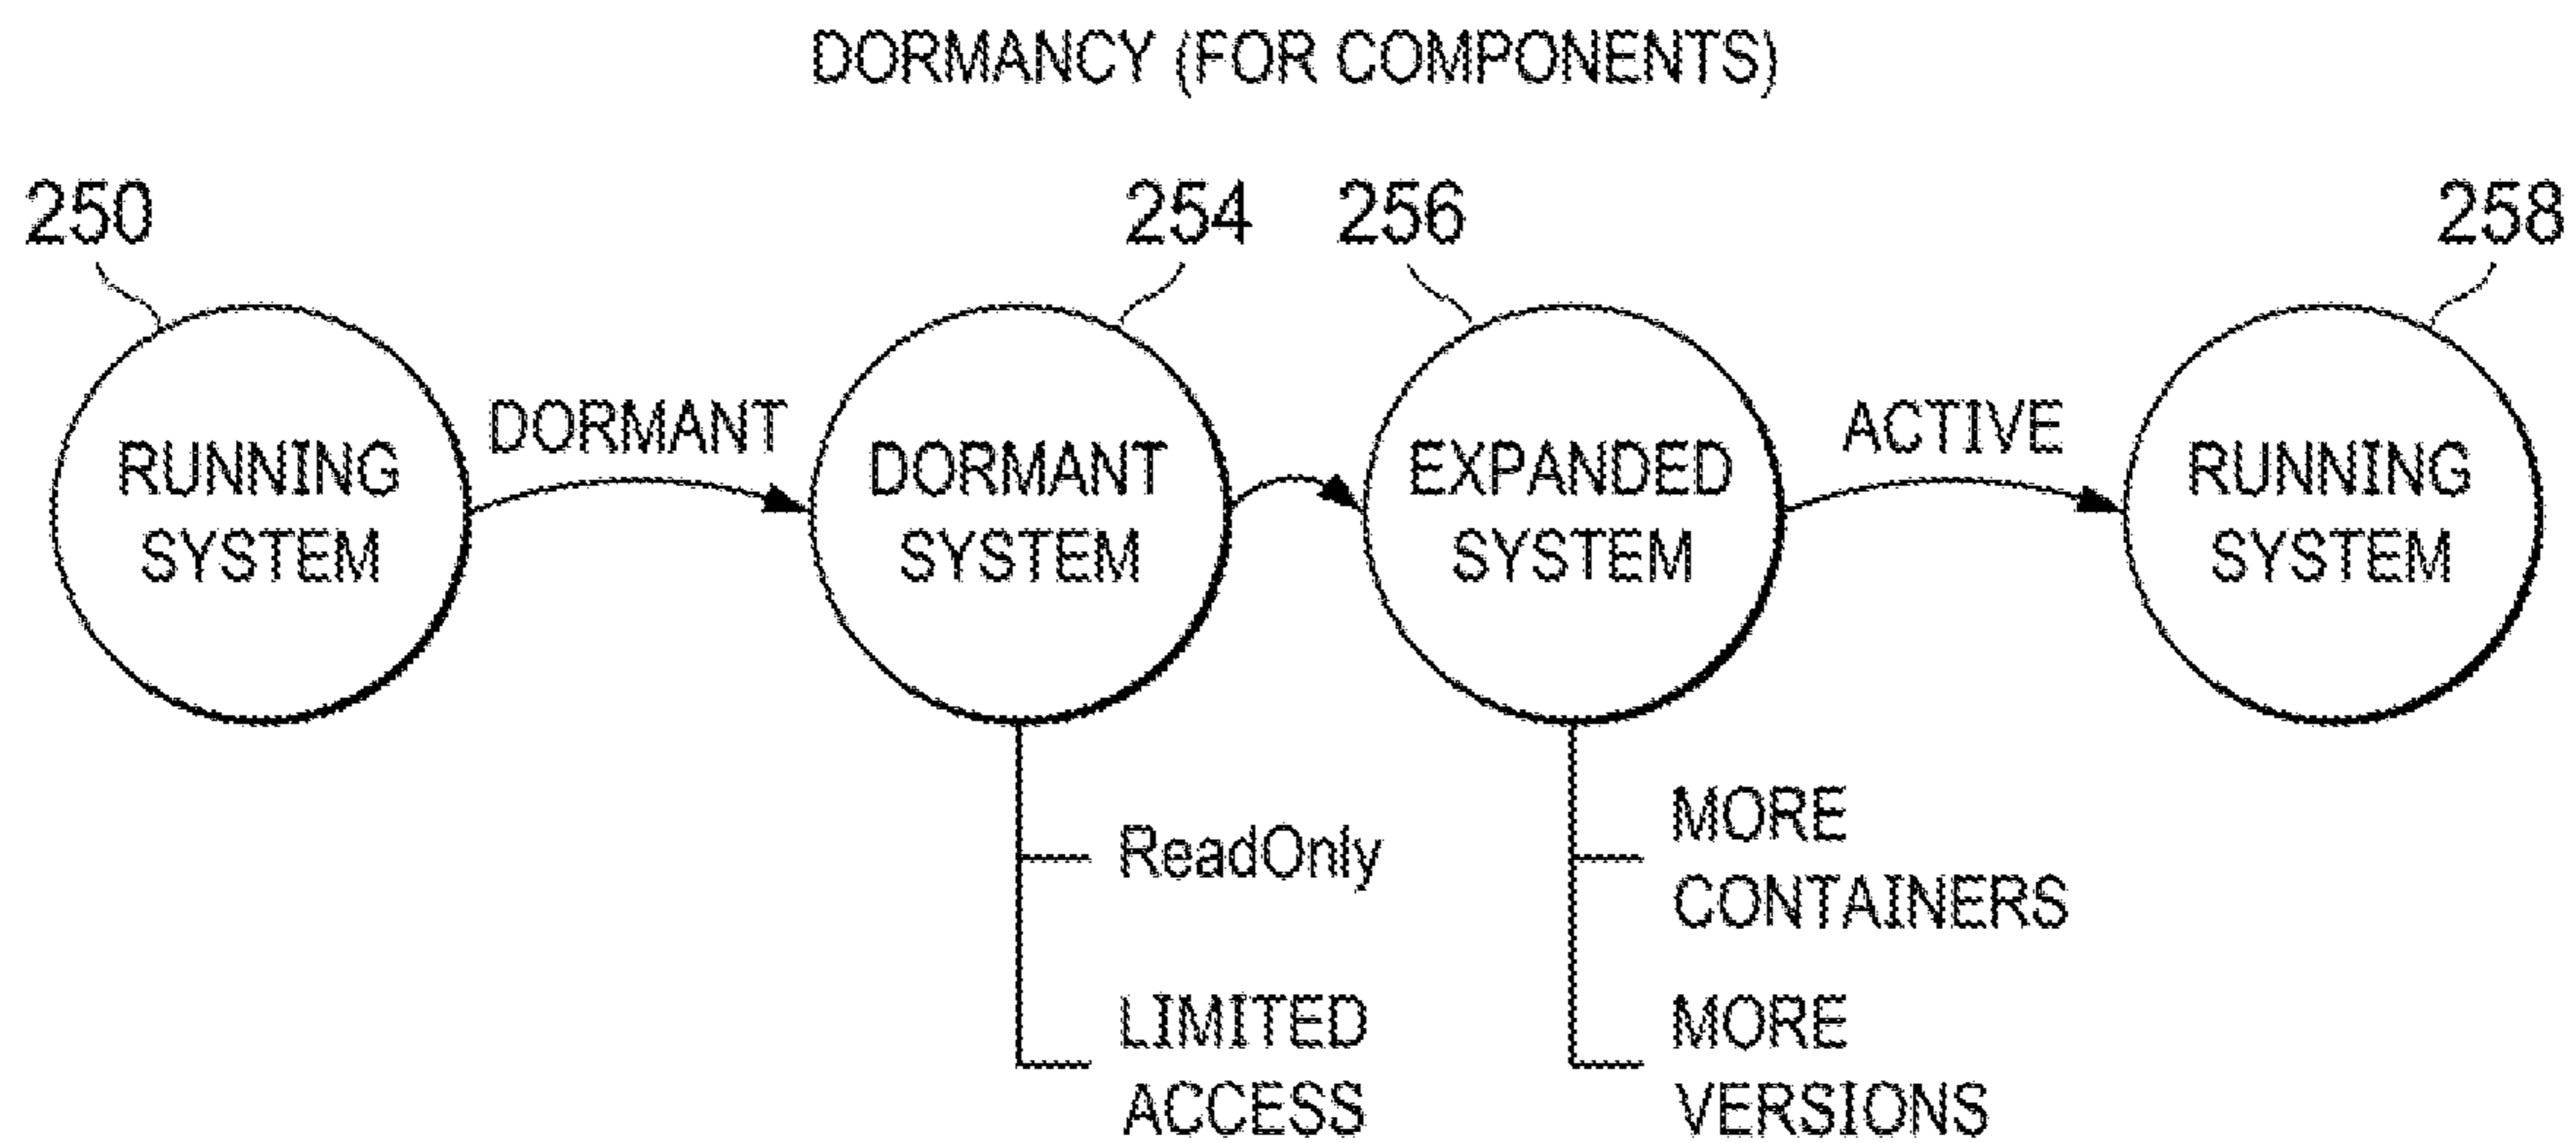 DORMANCY (FOR COMPONENTS)
250
254
256
258
RUNNING
SYSTEM
DORMANT
DORMANT
SYSTEM
EXPANDED
SYSTEM
ACTIVE
RUNNING
SYSTEM
ReadOnly
LIMITED
ACCESS
MORE
CONTAINERS
MORE
VERSIONS